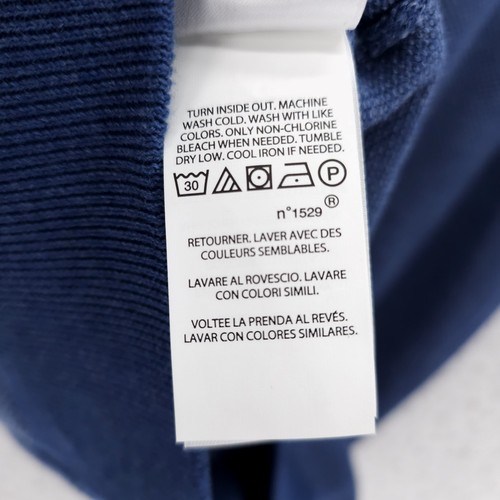 TURN INSIDE OUT. MACHINE
WASH COLD. WASH WITH LIKE
COLORS. ONLY NON-CHLORINE
BLEACH WHEN NEEDED. TUMBLE
DRY LOW. COOL IRON IF NEEDED.
30 P
n°1529 ®
RETOURNER. LAVER AVEC DES
COULEURS SEMBLABLES.
LAVARE AL ROVESCIO. LAVARE
CON COLORI SIMILI.
VOLTEE LA PRENDA AL REVÉS.
LAVAR CON COLORES SIMILARES.